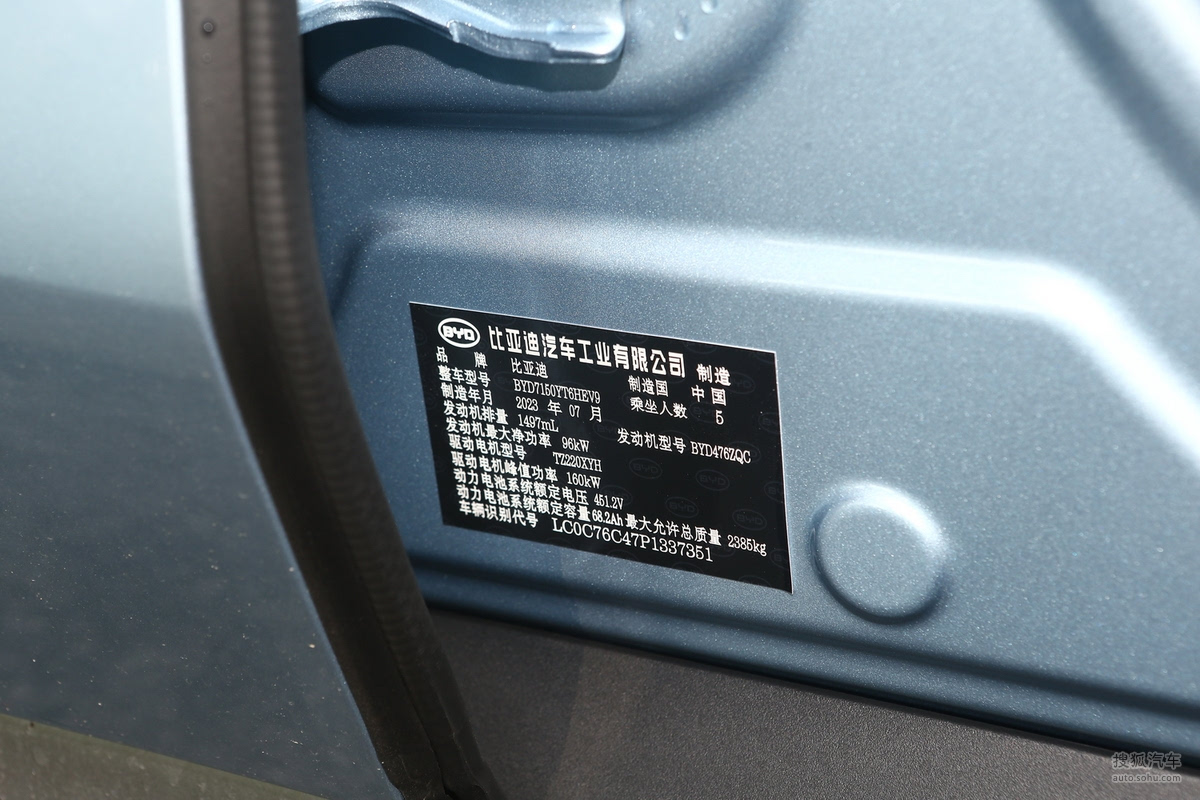 BYD 比亚迪汽车工业有限公司 制造
品 牌 比亚迪 制造国 中国
整车型号 BYD7150YT6HEV9 乘坐人数 5
制造年月 2023 年 07 月
发动机排量 1497mL 发动机型号 BYD476ZQC
发动机最大净功率 96kW
驱动电机型号 TZ220XYH
驱动电机峰值功率 160kW
动力电池系统额定电压 451.2V
动力电池系统额定容量 68.2Ah 最大允许总质量 2385kg
车辆识别代号 LC0C76C47P1337351
搜狐汽车
auto.sohu.com